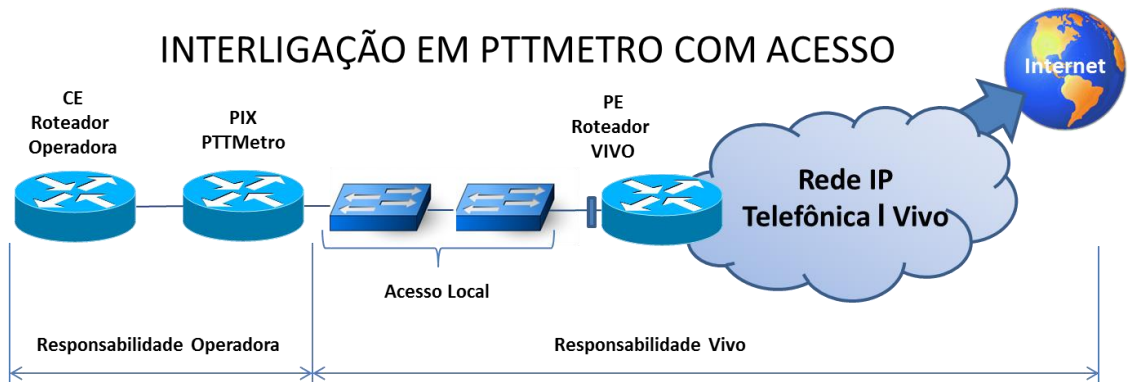 INTERLIGAÇÃO EM PTTMETRO COM ACESSO
Internet
CE
Roteador
Operadora
PIX
PTTMetro
PE
Roteador
VIVO
Rede IP
Telefônica l Vivo
Acesso Local
Responsabilidade Operadora
Responsabilidade Vivo